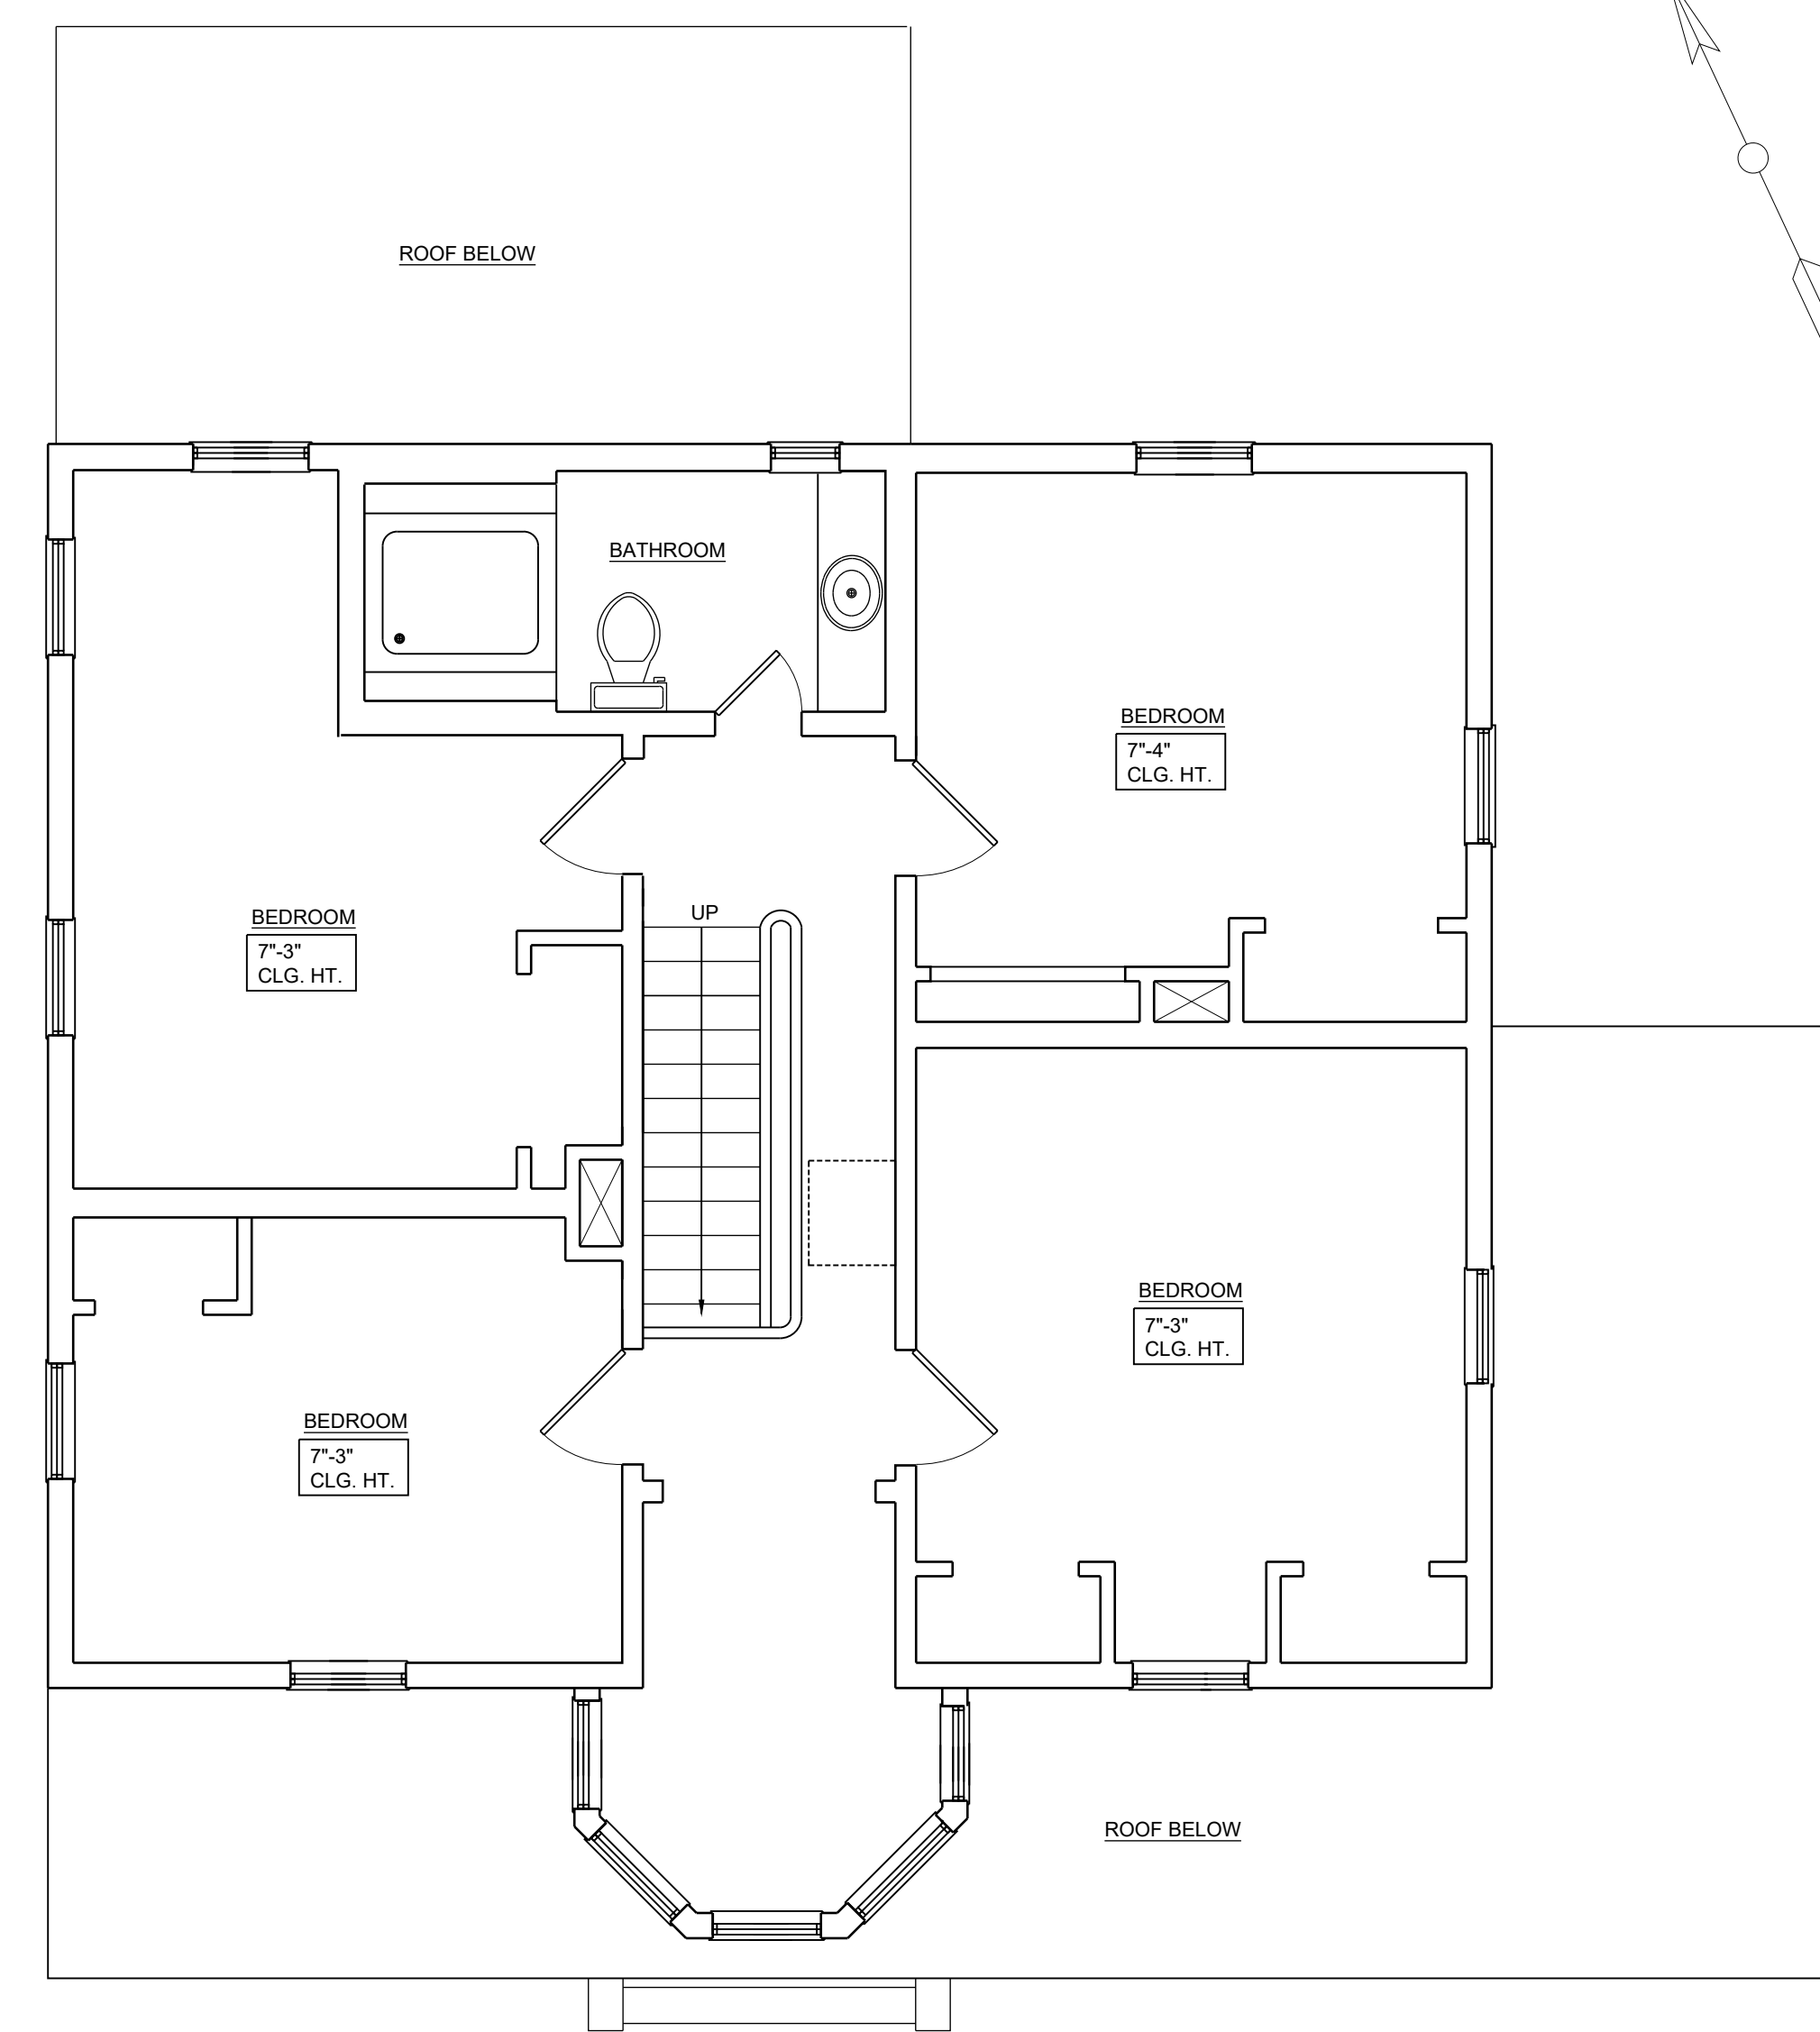 ROOF BELOW
BATHROOM
BEDROOM
7"-4"
CLG. HT.
UP
BEDROOM
7"-3"
CLG. HT.
BEDROOM
7"-3"
CLG. HT.
BEDROOM
7"-3"
CLG. HT.
ROOF BELOW